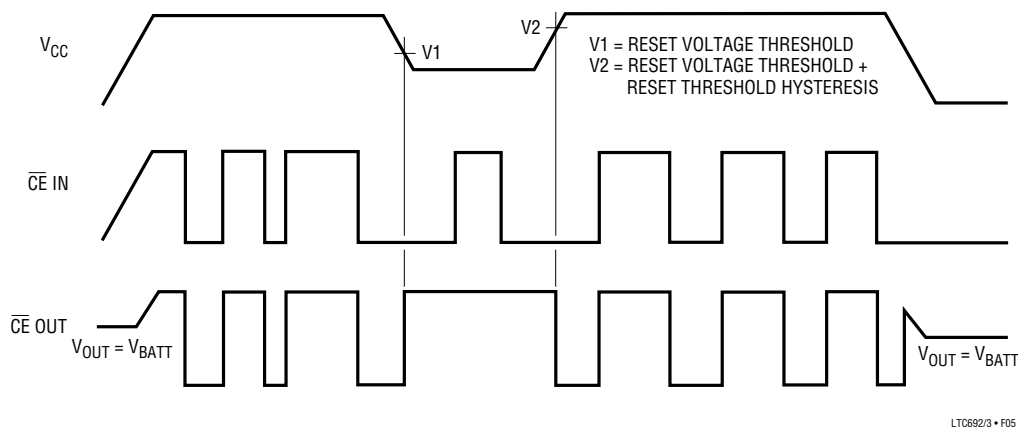 V2
V1 = RESET VOLTAGE THRESHOLD
V2 = RESET VOLTAGE THRESHOLD +
RESET THRESHOLD HYSTERESIS
VCC
V1
CE IN
CE OUT
VOUT = VBATT
VOUT = VBATT
LTC692/3 • F05